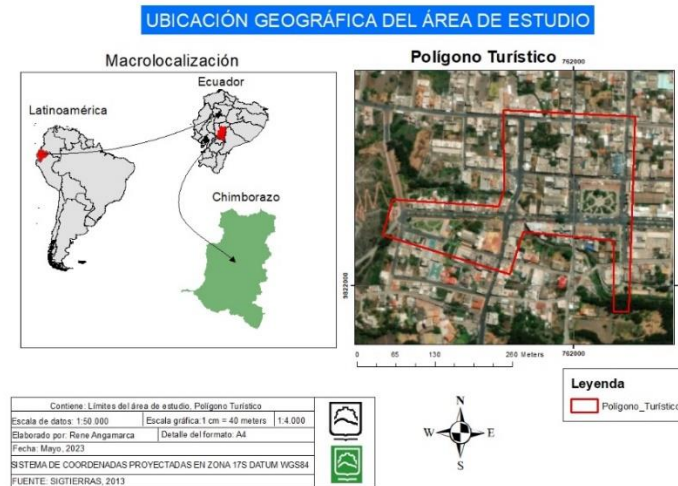 UBICACIÓN GEOGRÁFICA DEL ÁREA DE ESTUDIO
Macrolocalización
Ecuador
Latinoamérica
Chimborazo
Polígono Turístico
762000
9822000
0 65 130 260 Meters
762000
Leyenda
Polígono_Turístico
Contiene: Límites del área de estudio, Polígono Turístico
Escala de datos: 1:50.000 Escala gráfica:1 cm = 40 meters 1:4.000
Elaborado por: Rene Angamarca Detalle del formato: A4
Fecha: Mayo, 2023
SISTEMA DE COORDENADAS PROYECTADAS EN ZONA 17S DATUM WGS84
FUENTE: SIGTIERRAS, 2013
N
W E
S